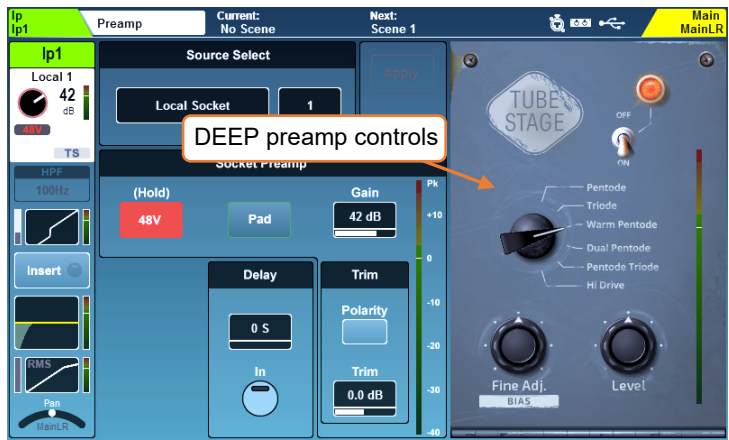 Ip
Ip1
Preamp
Current:
No Scene
Next:
Scene 1
Main
MainLR
Ip1
Local 1
42
dB
48V
TS
HPF
100Hz
Insert
RMS
Pan
MainLR
Source Select
Apply
Local Socket
1
DEEP preamp controls
Socket Preamp
(Hold)
48V
Pad
Gain
42 dB
Pk
+10
0
-10
-20
-30
-40
Delay
0 S
In
Trim
Polarity
Trim
0.0 dB
TUBE
STAGE
OFF
ON
Pentode
Triode
Warm Pentode
Dual Pentode
Pentode Triode
Hi Drive
Fine Adj.
BIAS
Level